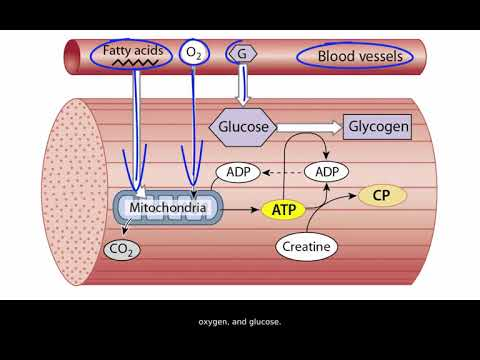 Fatty acids
O2
G
Blood vessels
Glucose
Glycogen
ADP
ADP
Mitochondria
ATP
CP
CO2
Creatine
oxygen, and glucose.